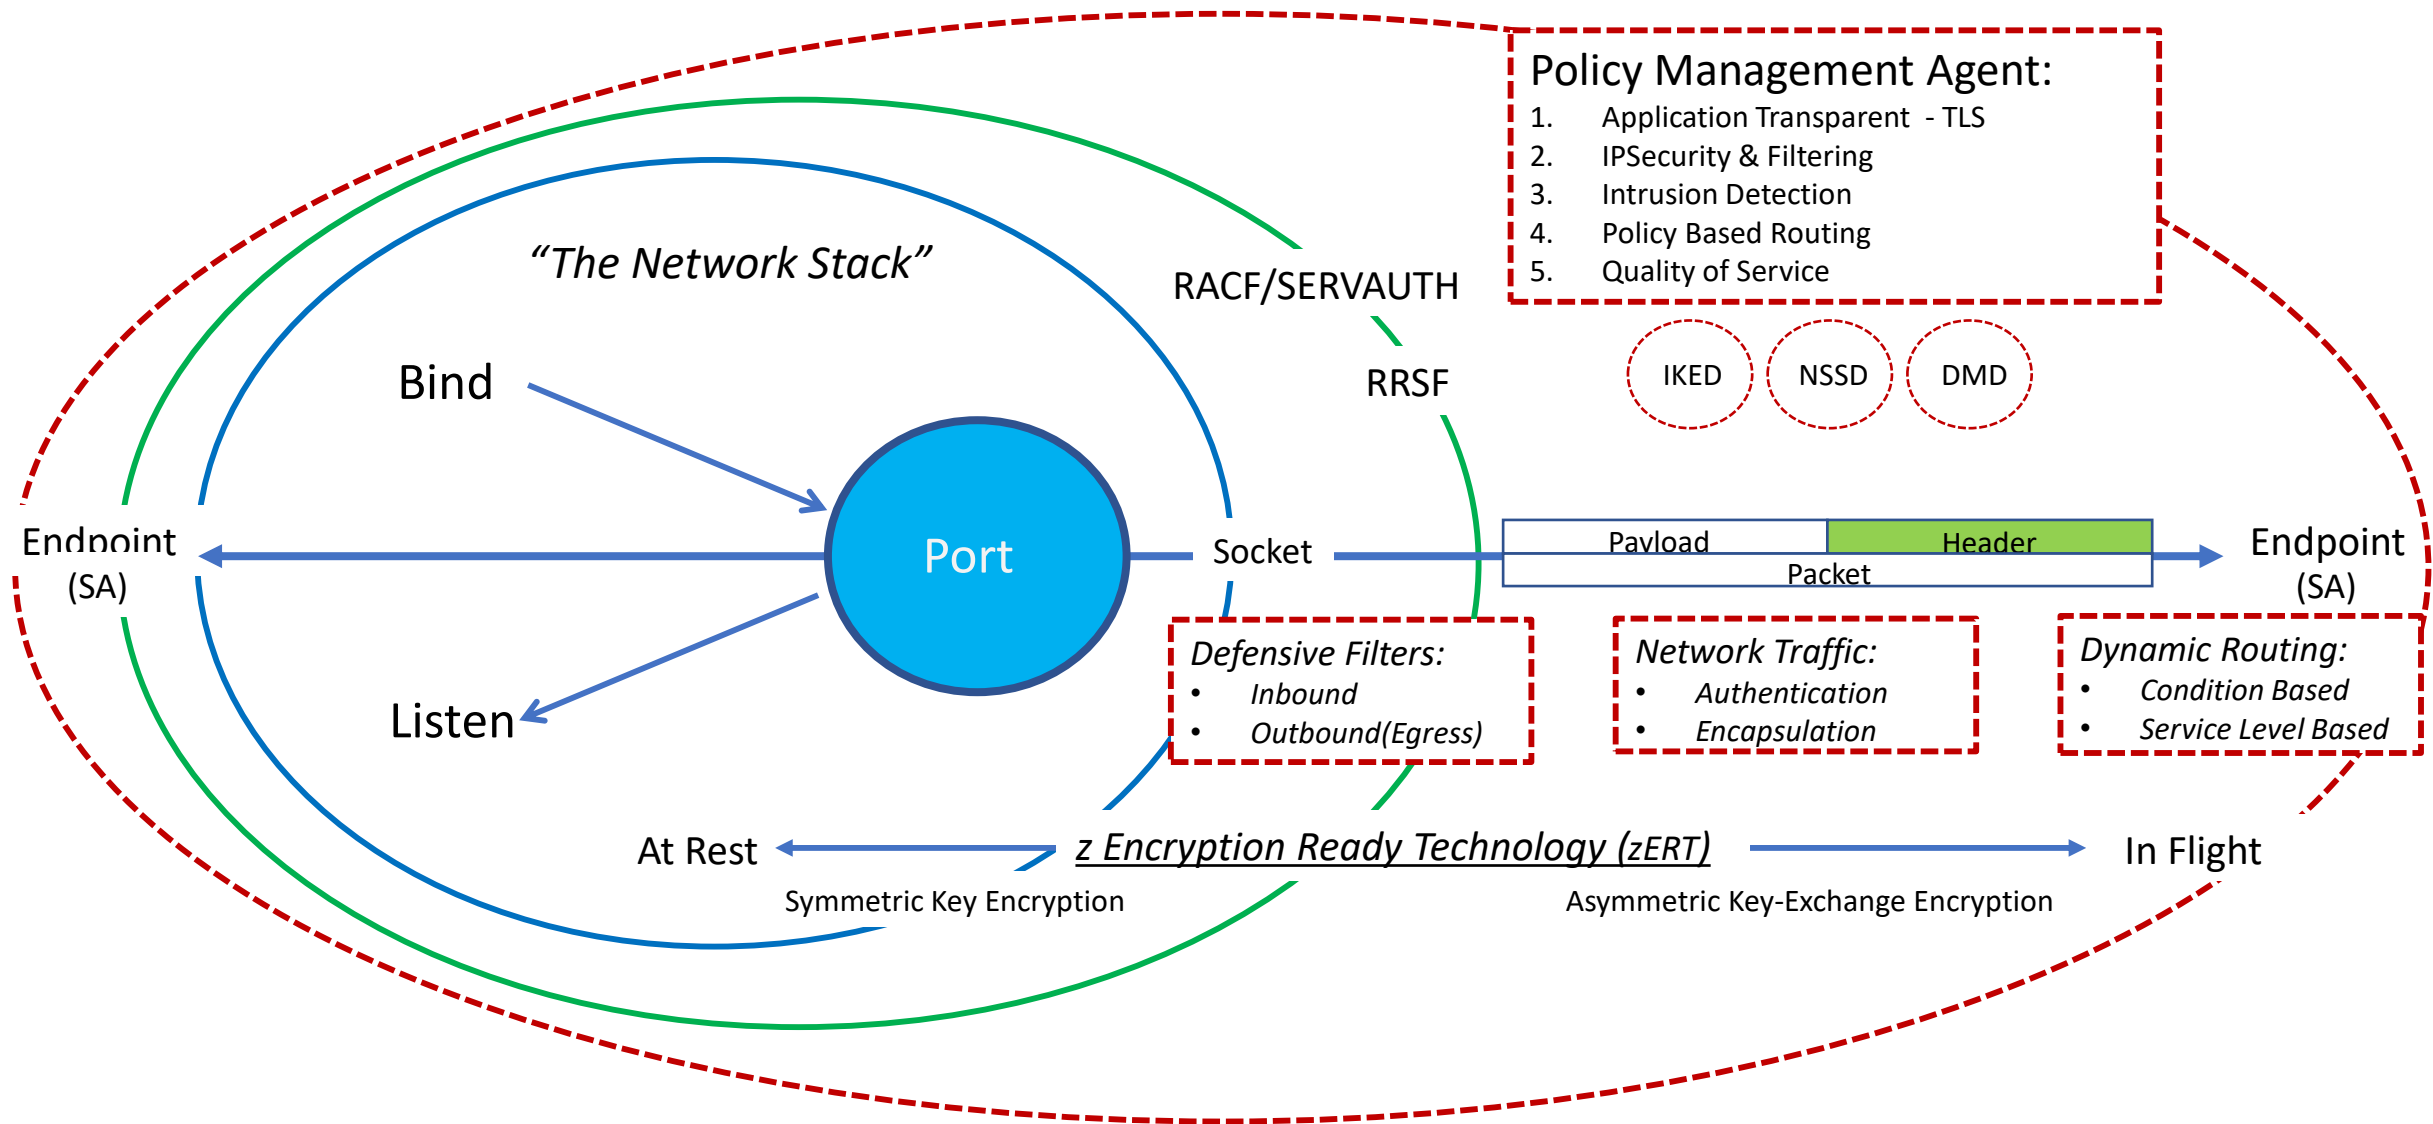 Policy Management Agent:
1. Application Transparent - TLS
2. IPSecurity & Filtering
3. Intrusion Detection
4. Policy Based Routing
5. Quality of Service
“The Network Stack”
RACF/SERVAUTH
RRSF
IKED
NSSD
DMD
Bind
Port
Listen
Endpoint
(SA)
Socket
Payload
Header
Packet
Endpoint
(SA)
Defensive Filters:
• Inbound
• Outbound(Egress)
Network Traffic:
• Authentication
• Encapsulation
Dynamic Routing:
• Condition Based
• Service Level Based
At Rest
z Encryption Ready Technology (zERT)
In Flight
Symmetric Key Encryption
Asymmetric Key-Exchange Encryption